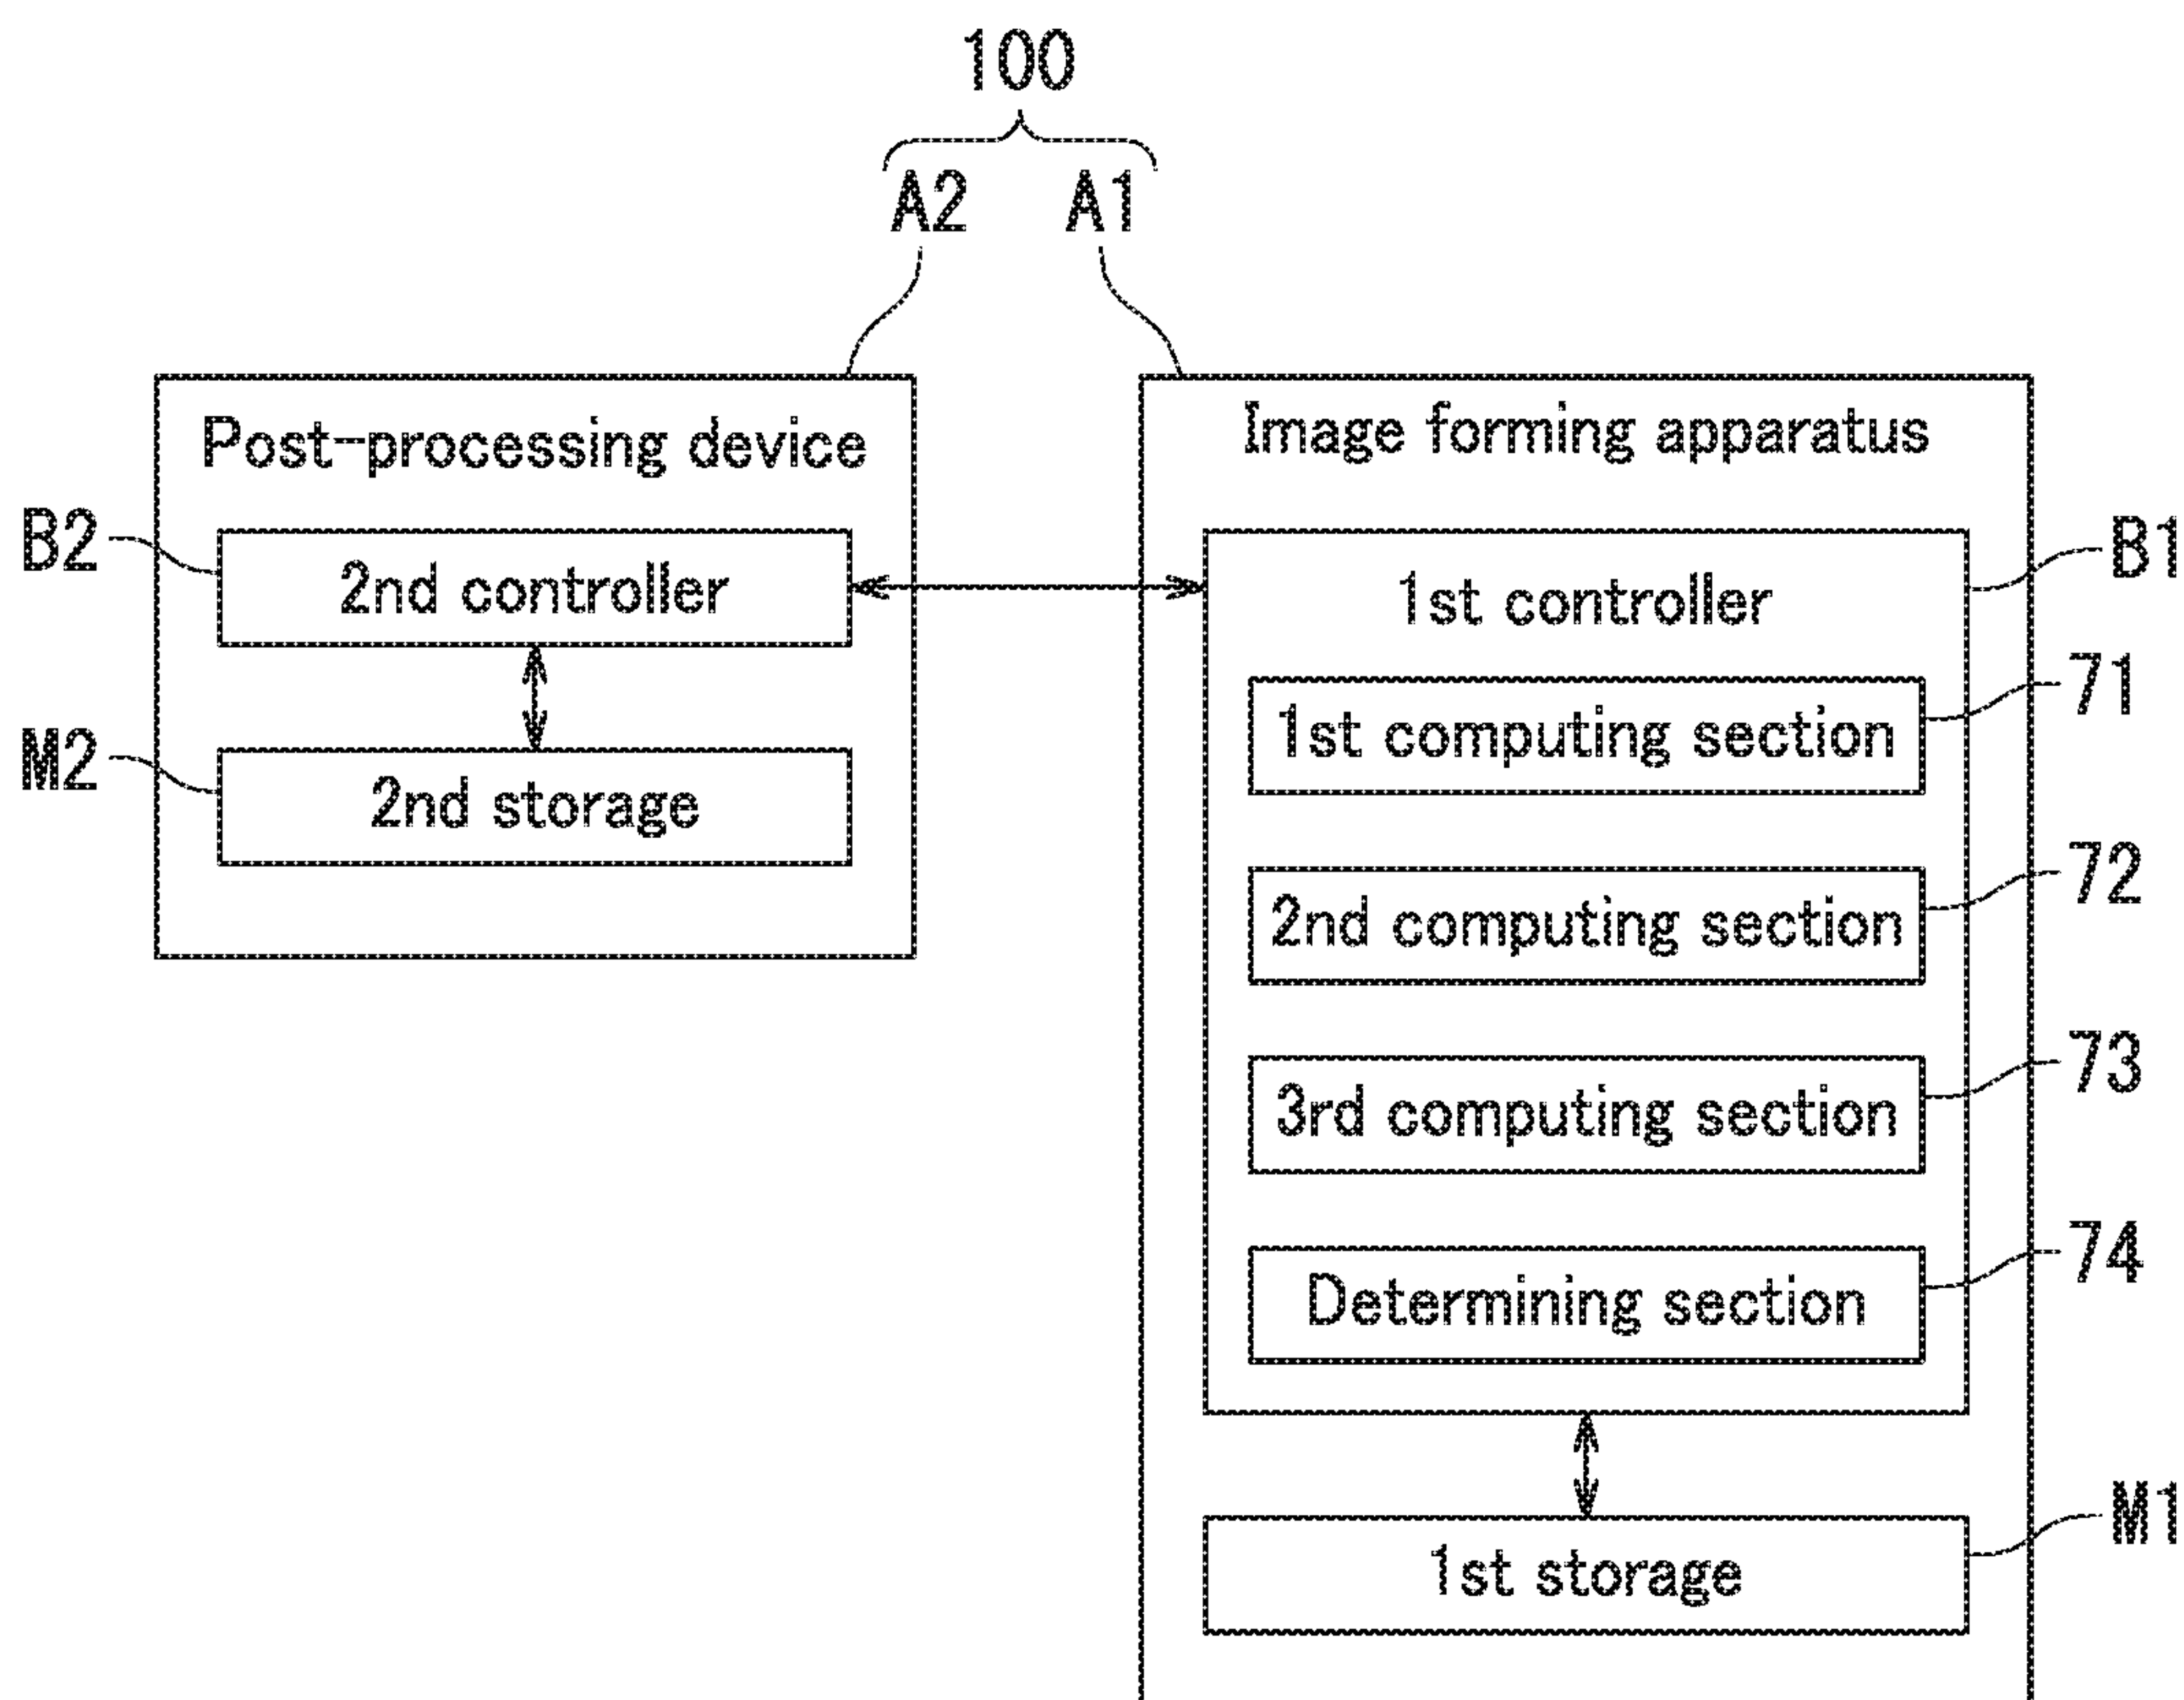 100
A2 A1
Post-processing device
B2
2nd controller
M2
2nd storage
Image forming apparatus
B1
1st controller
71
1st computing section
72
2nd computing section
73
3rd computing section
74
Determining section
M1
1st storage